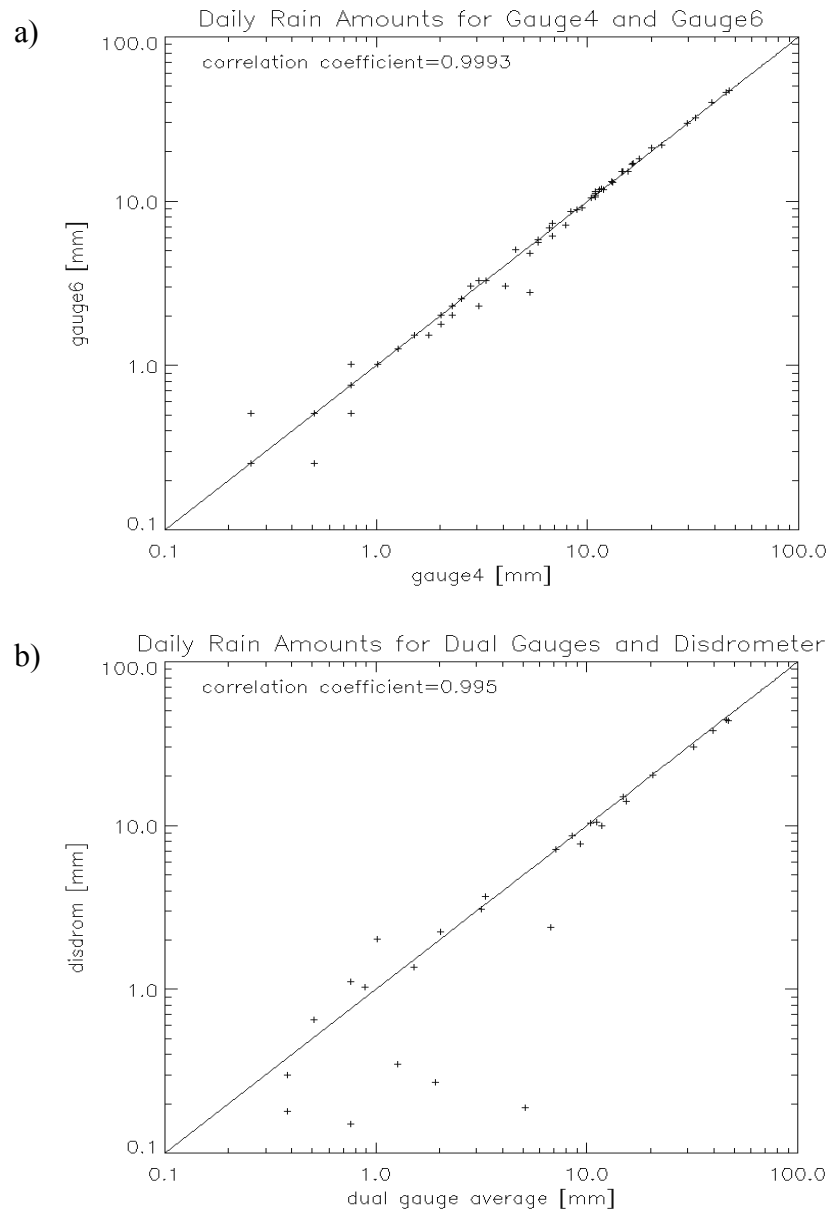 a)
Daily Rain Amounts for Gauge4 and Gauge6
correlation coefficient=0.9993
100.0
10.0
1.0
0.1
gauge6 [mm]
0.1 1.0 10.0 100.0
gauge4 [mm]
b)
Daily Rain Amounts for Dual Gauges and Disdrometer
correlation coefficient=0.995
100.0
10.0
1.0
0.1
disdrom [mm]
0.1 1.0 10.0 100.0
dual gauge average [mm]